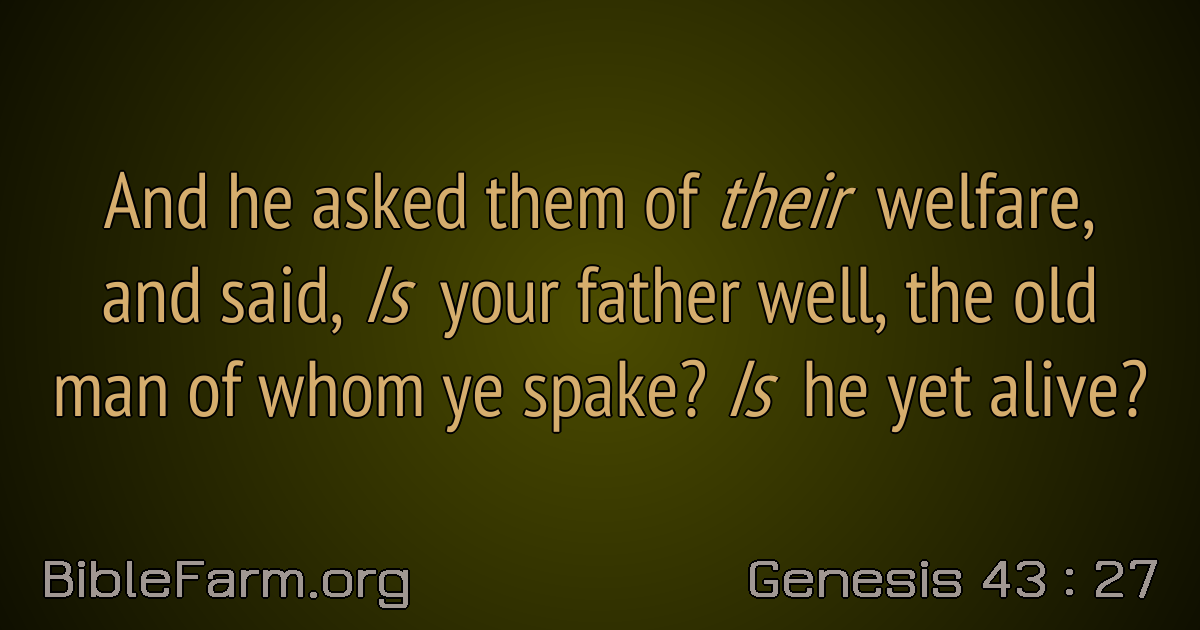 And he asked them of their welfare,
and said, Is your father well, the old
man of whom ye spake? Is he yet alive?
BibleFarm.org
Genesis 43 : 27